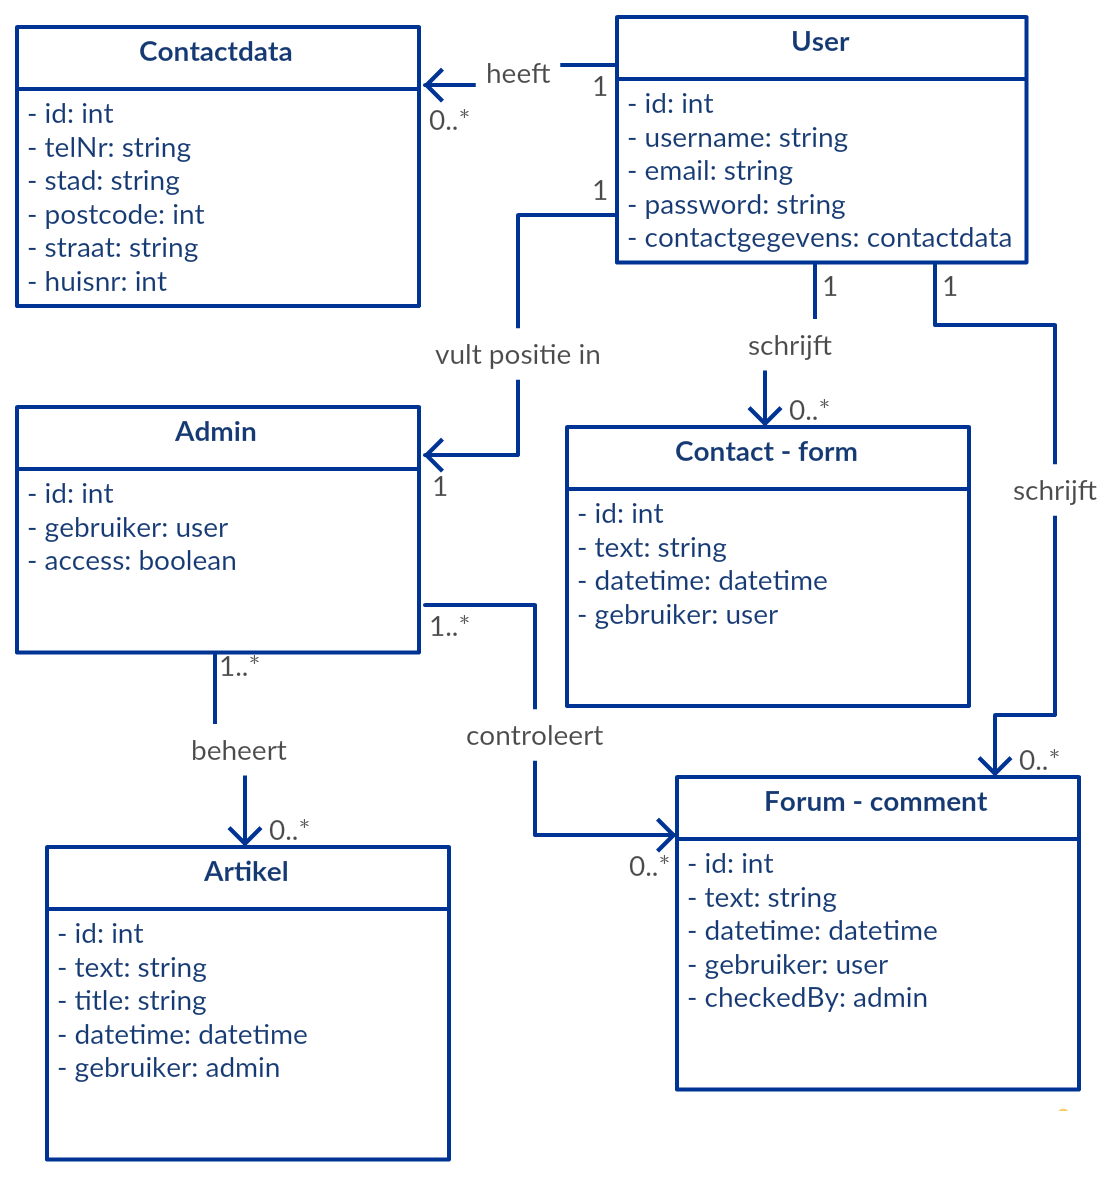 Contactdata
- id: int
- telNr: string
- stad: string
- postcode: int
- straat: string
- huisnr: int
heeft
0..*
1
User
- id: int
- username: string
- email: string
- password: string
- contactgegevens: contactdata
1
vult positie in
1
1
schrijft
0..*
1
schrijft
0..*
Admin
- id: int
- gebruiker: user
- access: boolean
1..*
controleert
0..*
1..*
beheert
0..*
Contact - form
- id: int
- text: string
- datetime: datetime
- gebruiker: user
Artikel
- id: int
- text: string
- title: string
- datetime: datetime
- gebruiker: admin
Forum - comment
- id: int
- text: string
- datetime: datetime
- gebruiker: user
- checkedBy: admin